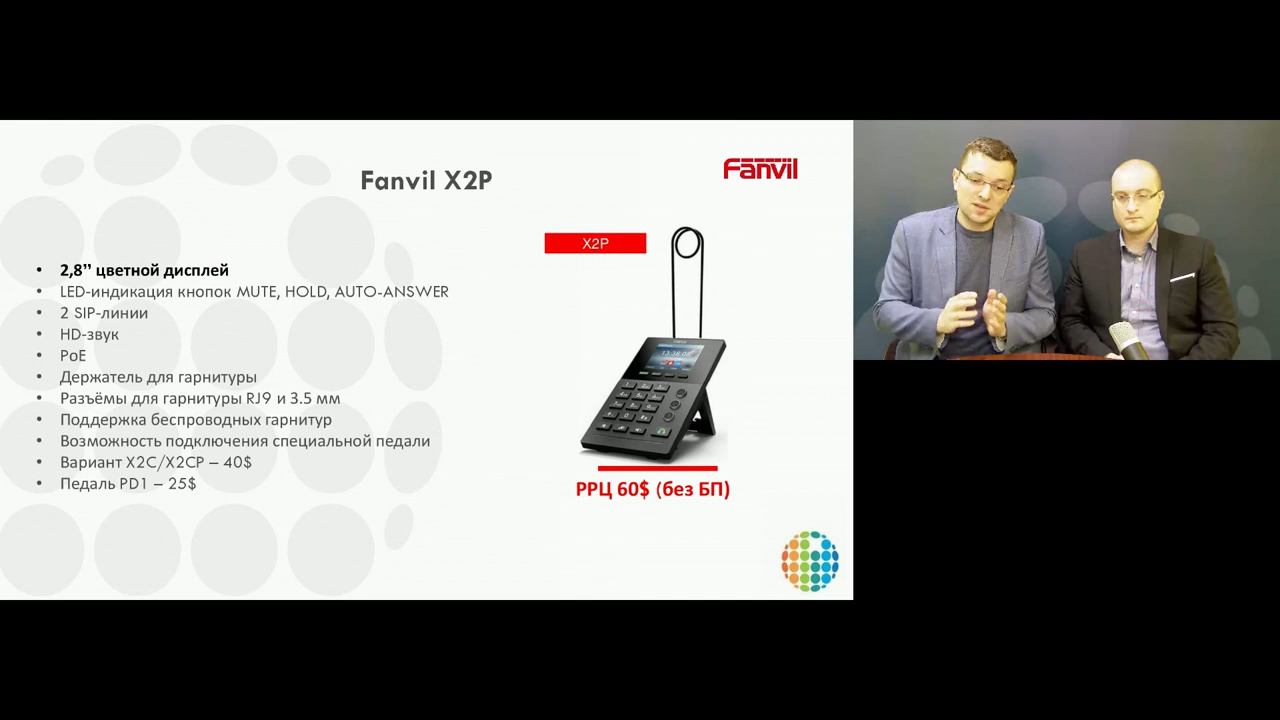 Fanvil X2P
Fanvil
X2P
• 2,8” цветной дисплей
• LED-индикация кнопок MUTE, HOLD, AUTO-ANSWER
• 2 SIP-линии
• HD-звук
• PoE
• Держатель для гарнитуры
• Разъёмы для гарнитуры RJ9 и 3.5 мм
• Поддержка беспроводных гарнитур
• Возможность подключения специальной педали
• Вариант X2C/X2CP – 40$
• Педаль PD1 – 25$
РРЦ 60$ (без БП)